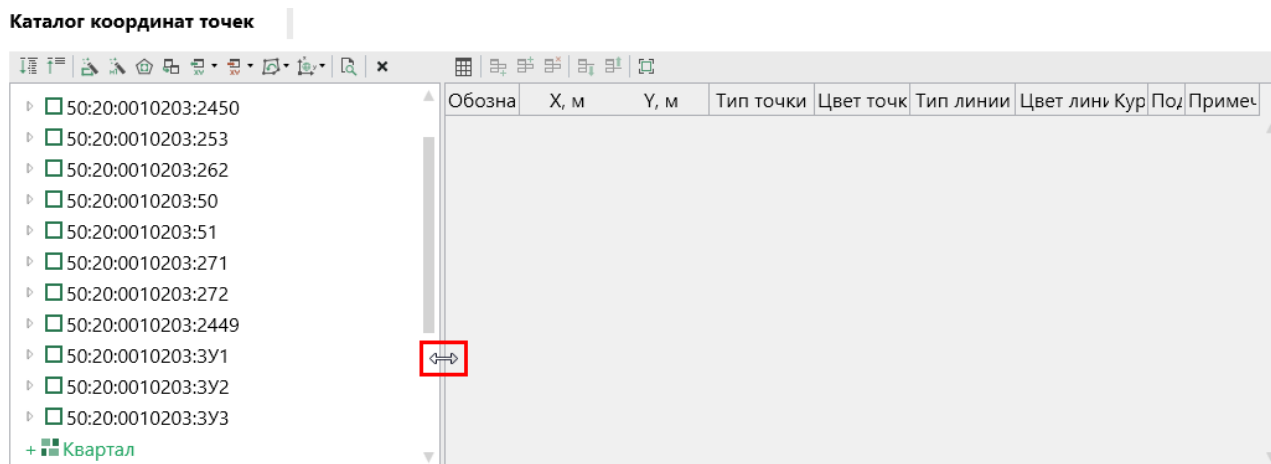 Каталог координат точек
Обозна X, м Y, м Тип точки Цвет точк Тип линии Цвет лини Кур Под Примеч
50:20:0010203:2450
50:20:0010203:253
50:20:0010203:262
50:20:0010203:50
50:20:0010203:51
50:20:0010203:271
50:20:0010203:272
50:20:0010203:2449
50:20:0010203:ЗУ1
50:20:0010203:ЗУ2
50:20:0010203:ЗУ3
+ Квартал